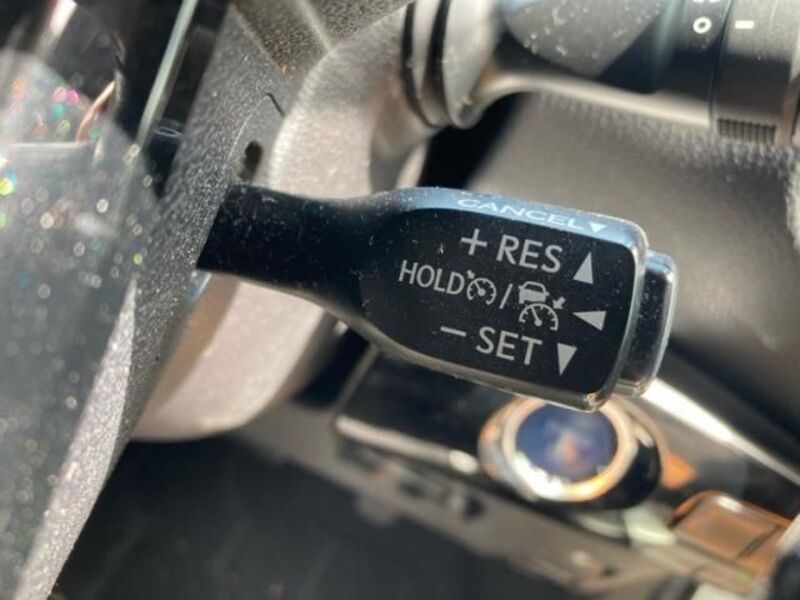 CANCEL ▼
+ RES ▲
HOLD / ◀
− SET ▼